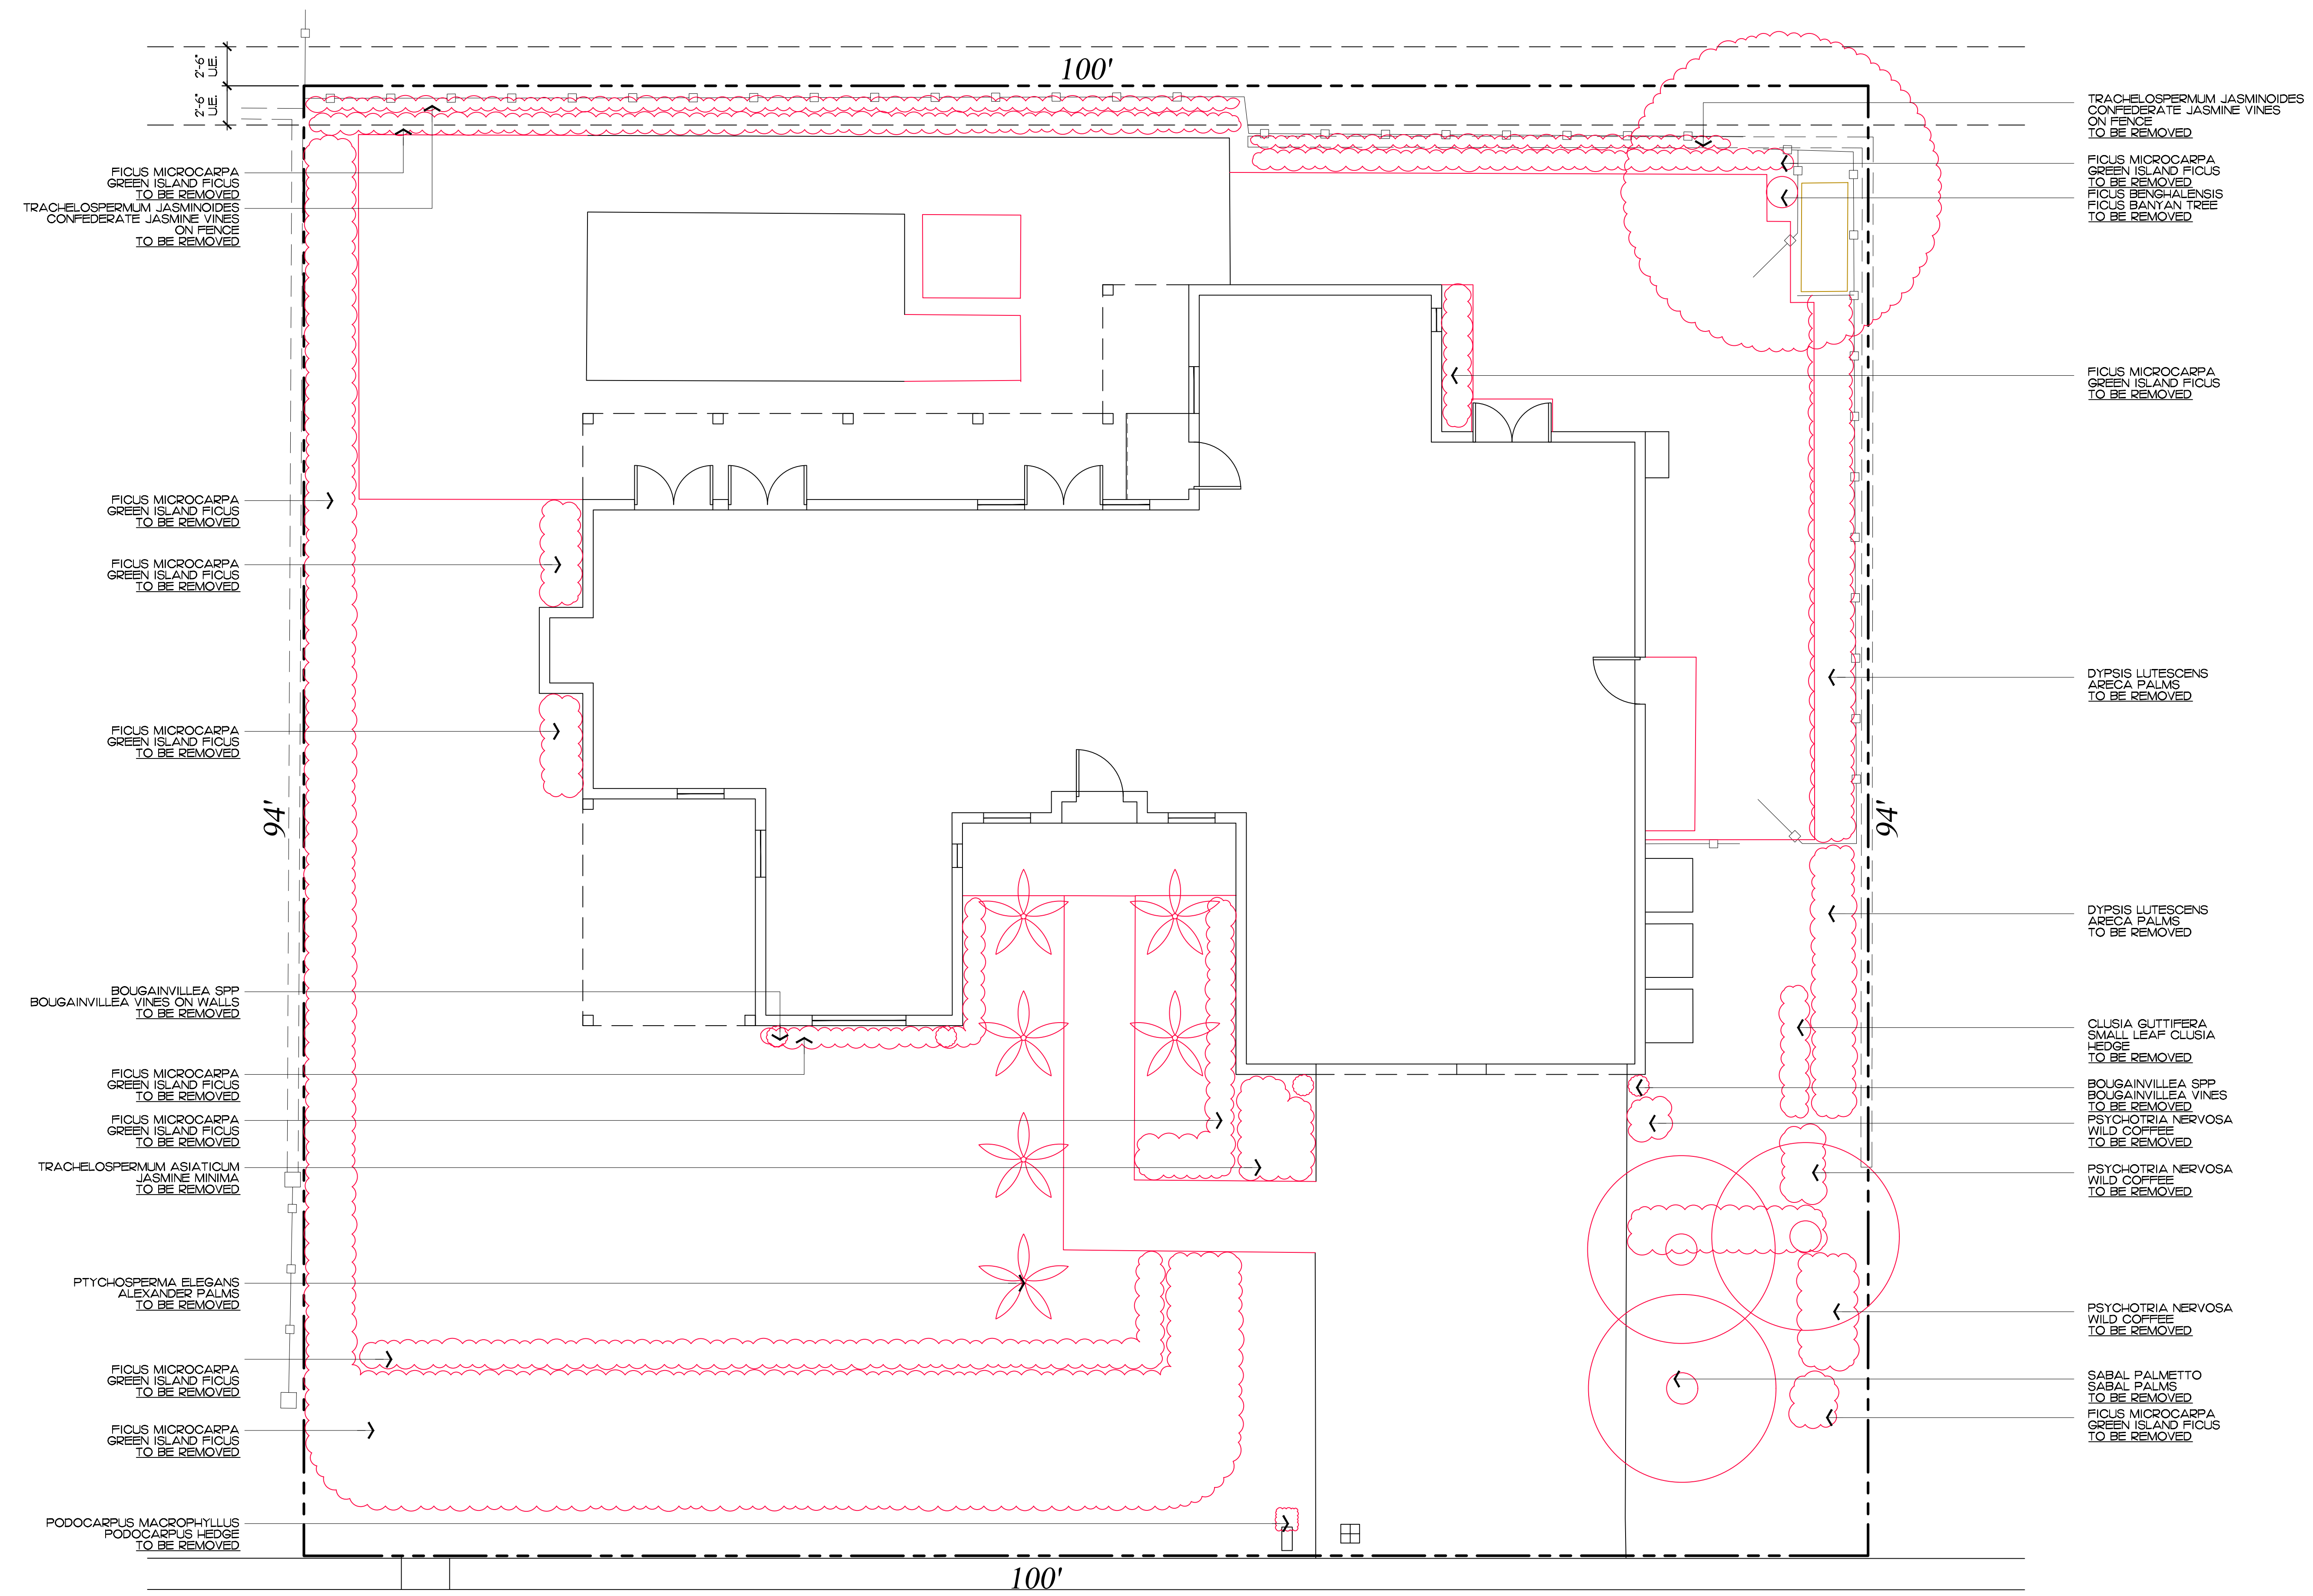 2'-6"
U.E.
2'-6"
U.E.
100'
FICUS MICROCARPA
GREEN ISLAND FICUS
TO BE REMOVED
TRACHELOSPERMUM JASMINOIDES
CONFEDERATE JASMINE VINES
ON FENCE
TO BE REMOVED
FICUS MICROCARPA
GREEN ISLAND FICUS
TO BE REMOVED
FICUS MICROCARPA
GREEN ISLAND FICUS
TO BE REMOVED
FICUS MICROCARPA
GREEN ISLAND FICUS
TO BE REMOVED
94'
BOUGAINVILLEA SPP
BOUGAINVILLEA VINES ON WALLS
TO BE REMOVED
FICUS MICROCARPA
GREEN ISLAND FICUS
TO BE REMOVED
FICUS MICROCARPA
GREEN ISLAND FICUS
TO BE REMOVED
TRACHELOSPERMUM ASIATICUM
JASMINE MINIMA
TO BE REMOVED
PTYCHOSPERMA ELEGANS
ALEXANDER PALMS
TO BE REMOVED
FICUS MICROCARPA
GREEN ISLAND FICUS
TO BE REMOVED
FICUS MICROCARPA
GREEN ISLAND FICUS
TO BE REMOVED
PODOCARPUS MACROPHYLLUS
PODOCARPUS HEDGE
TO BE REMOVED
TRACHELOSPERMUM JASMINOIDES
CONFEDERATE JASMINE VINES
ON FENCE
TO BE REMOVED
FICUS MICROCARPA
GREEN ISLAND FICUS
TO BE REMOVED
FICUS BENGHALENSIS
FICUS BANYAN TREE
TO BE REMOVED
FICUS MICROCARPA
GREEN ISLAND FICUS
TO BE REMOVED
DYPSIS LUTESCENS
ARECA PALMS
TO BE REMOVED
94'
DYPSIS LUTESCENS
ARECA PALMS
TO BE REMOVED
CLUSIA GUTTIFERA
SMALL LEAF CLUSIA
HEDGE
TO BE REMOVED
BOUGAINVILLEA SPP
BOUGAINVILLEA VINES
TO BE REMOVED
PSYCHOTRIA NERVOSA
WILD COFFEE
TO BE REMOVED
PSYCHOTRIA NERVOSA
WILD COFFEE
TO BE REMOVED
PSYCHOTRIA NERVOSA
WILD COFFEE
TO BE REMOVED
SABAL PALMETTO
SABAL PALMS
TO BE REMOVED
FICUS MICROCARPA
GREEN ISLAND FICUS
TO BE REMOVED
100'